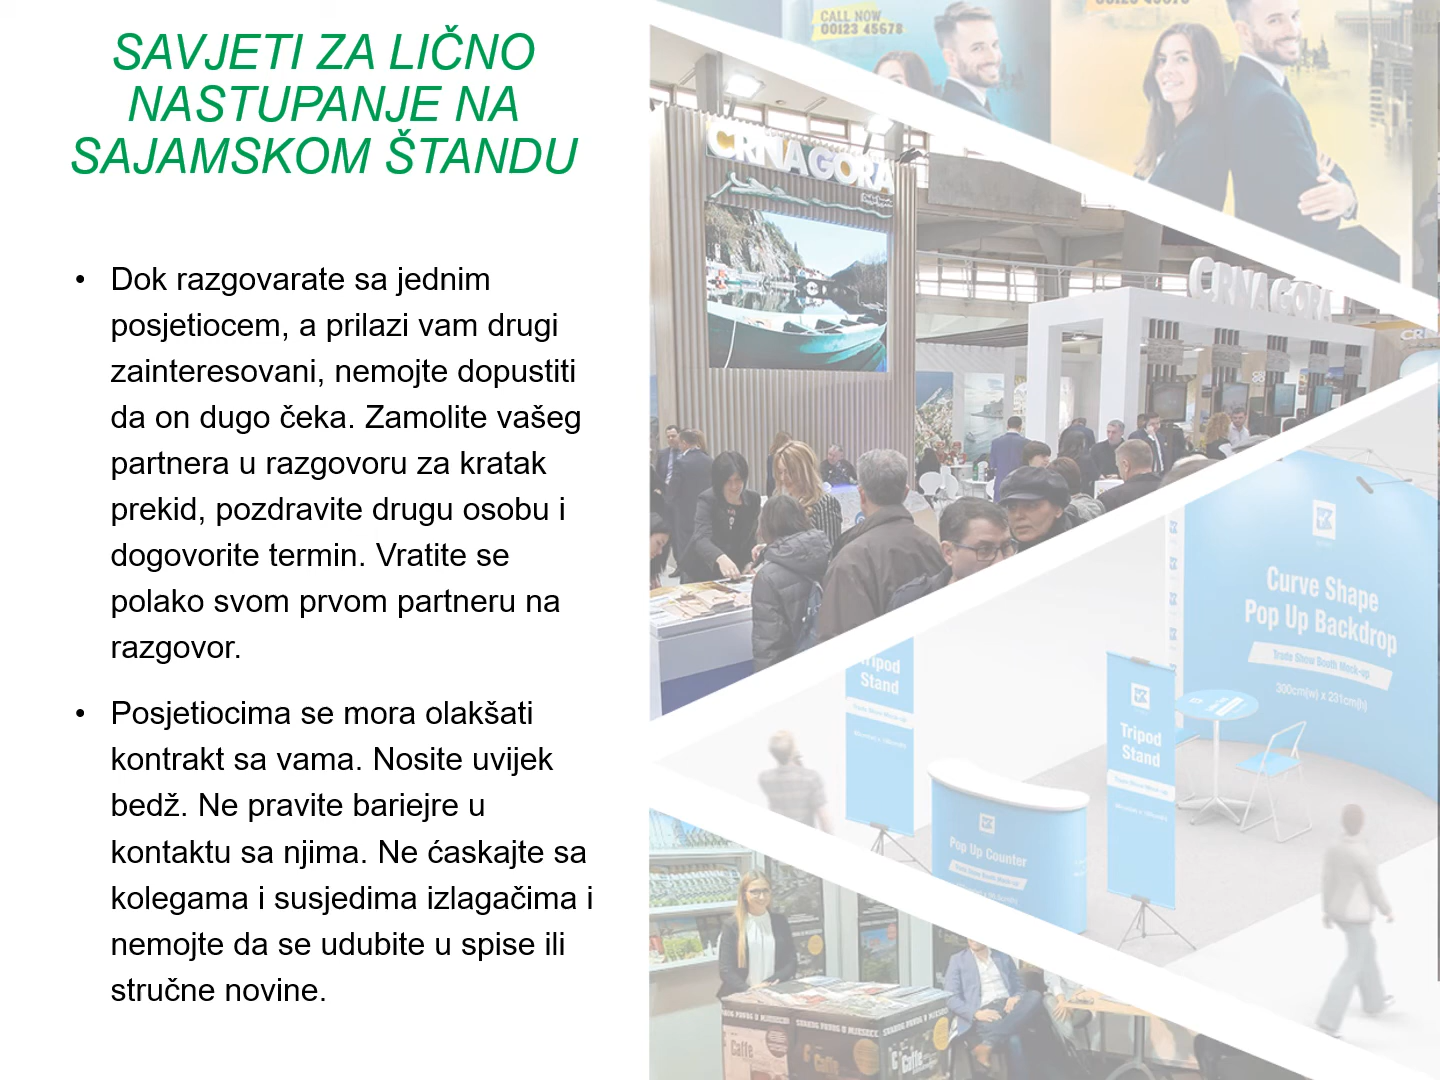 SAVJETI ZA LIČNO
NASTUPANJE NA
SAJAMSKOM ŠTANDU
• Dok razgovarate sa jednim
posjetiocem, a prilazi vam drugi
zainteresovani, nemojte dopustiti
da on dugo čeka. Zamolite vašeg
partnera u razgovoru za kratak
prekid, pozdravite drugu osobu i
dogovorite termin. Vratite se
polako svom prvom partneru na
razgovor.
• Posjetiocima se mora olakšati
kontrakt sa vama. Nosite uvijek
bedž. Ne pravite bariejre u
kontaktu sa njima. Ne ćaskajte sa
kolegama i susjedima izlagačima i
nemojte da se udubite u spise ili
stručne novine.
CALL NOW
00123 45678
CRNA GORA
CRNA GORA
Curve Shape
Pop Up Backdrop
Trade Show Booth Mock-up
300cm(w) x 231cm(h)
Tripod
Stand
Tripod
Stand
Pop Up Counter
Caffe